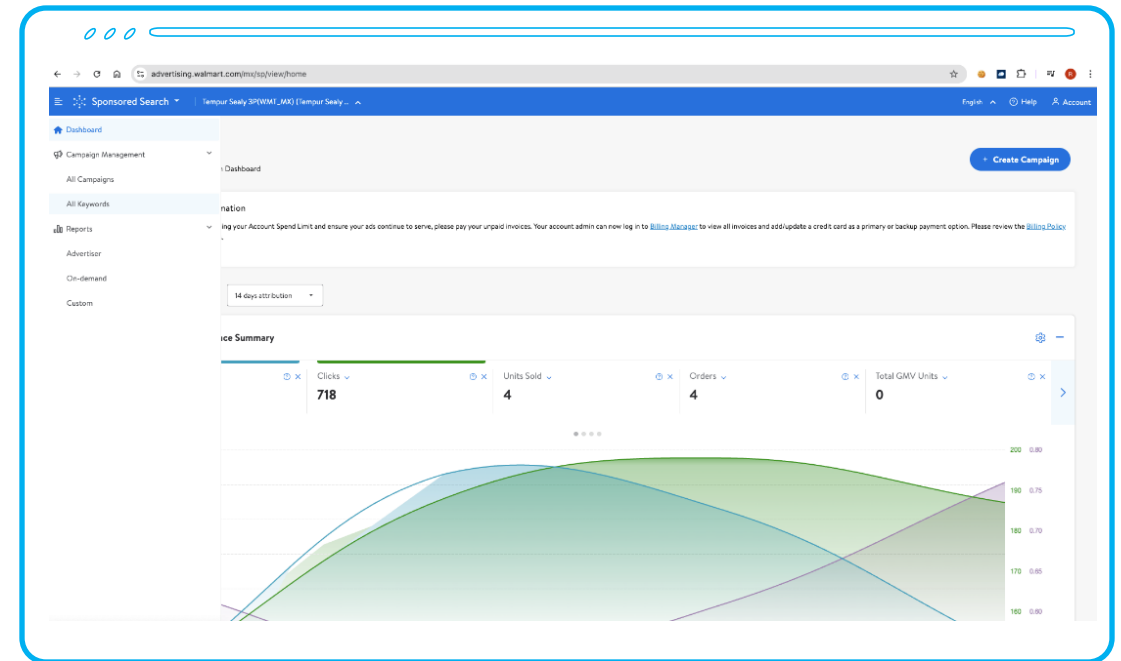 advertising.walmart.com/mx/sp/view/home
Sponsored Search
Tempur Sealy 3P(WMT_MX) (Tempur Sealy ...
English
Help
Account
Dashboard
Campaign Management
All Campaigns
All Keywords
Reports
Advertiser
On-demand
Custom
Dashboard
+ Create Campaign
nation
ing your Account Spend Limit and ensure your ads continue to serve, please pay your unpaid invoices. Your account admin can now log in to Billing Manager to view all invoices and add/update a credit card as a primary or backup payment option. Please review the Billing Policy
14 days attribution
ce Summary
Clicks
718
Units Sold
4
Orders
4
Total GMV Units
0
200 0.80
190 0.75
180 0.70
170 0.65
160 0.60